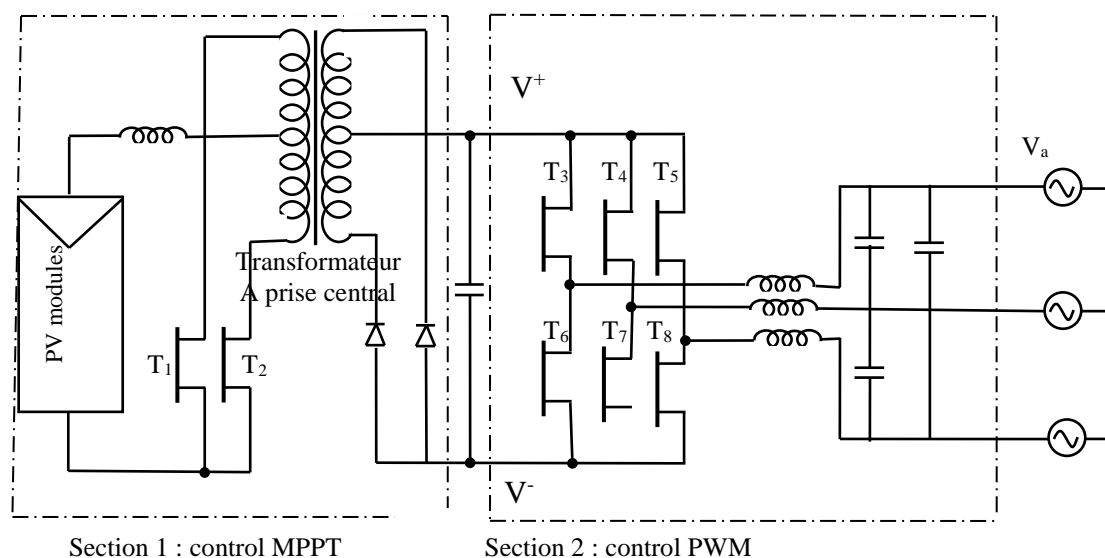 V+
T3
T4
T5
Va
PV modules
Transformateur
A prise central
T1
T2
T6
T7
T8
V-
Section 1 : control MPPT
Section 2 : control PWM